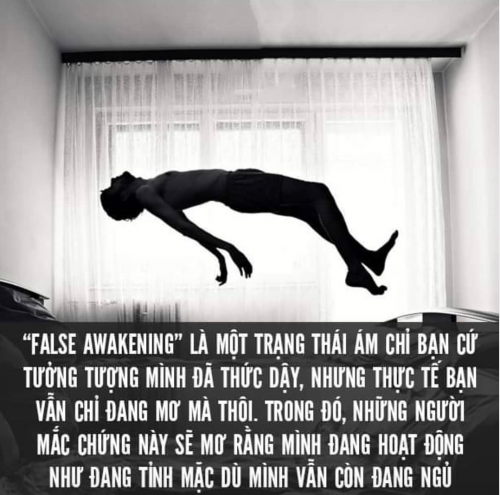 “FALSE AWAKENING” LÀ MỘT TRẠNG THÁI ÁM CHỈ BẠN CỨ
TƯỞNG TƯỢNG MÌNH ĐÃ THỨC DẬY, NHƯNG THỰC TẾ BẠN
VẪN CHỈ ĐANG MƠ MÀ THÔI. TRONG ĐÓ, NHỮNG NGƯỜI
MẮC CHỨNG NÀY SẼ MƠ RẰNG MÌNH ĐANG HOẠT ĐỘNG
NHƯ ĐANG TỈNH MẶC DÙ MÌNH VẪN CÒN ĐANG NGỦ